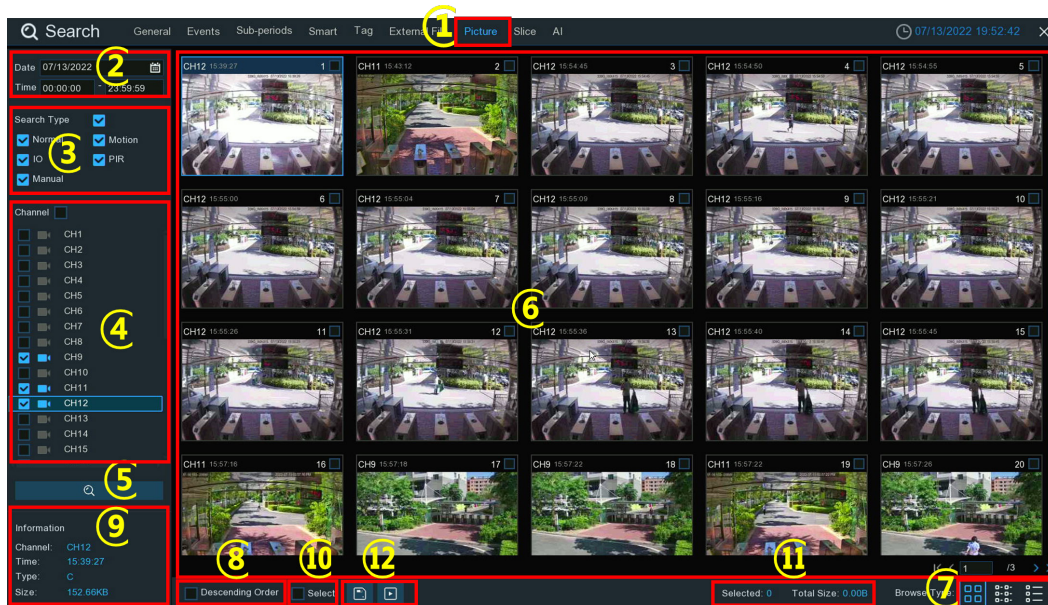 Search General Events Sub-periods Smart Tag External F Picture Slice AI 07/13/2022 19:52:42 X
①
Date 07/13/2022
②
Time 00:00:00 - 23:59:59
Search Type
Normal Motion
③
IO PIR
Manual
Channel
CH1
CH2
CH3
CH4
CH5
CH6
CH7
④
CH8
CH9
CH10
CH11
CH12
CH13
CH14
CH15
⑤
⑨
Information
Channel: CH12
Time: 15:39:27
Type: C
Size: 152.66KB
CH12 15:39:27 1
CH11 15:43:12 2
CH12 15:54:45 3
CH12 15:54:50 4
CH12 15:54:55 5
CH12 15:55:00 6
CH12 15:55:04 7
CH12 15:55:09 8
CH12 15:55:16 9
CH12 15:55:21 10
⑥
CH12 15:55:26 11
CH12 15:55:31 12
CH12 15:55:36 13
CH12 15:55:40 14
CH12 15:55:45 15
CH11 15:57:16 16
CH9 15:57:18 17
CH9 15:57:22 18
CH11 15:57:22 19
CH9 15:57:26 20
1 /3
⑧ ⑩ ⑫ ⑪ ⑦
Descending Order Select Selected: 0 Total Size: 0.00B Browse Type: